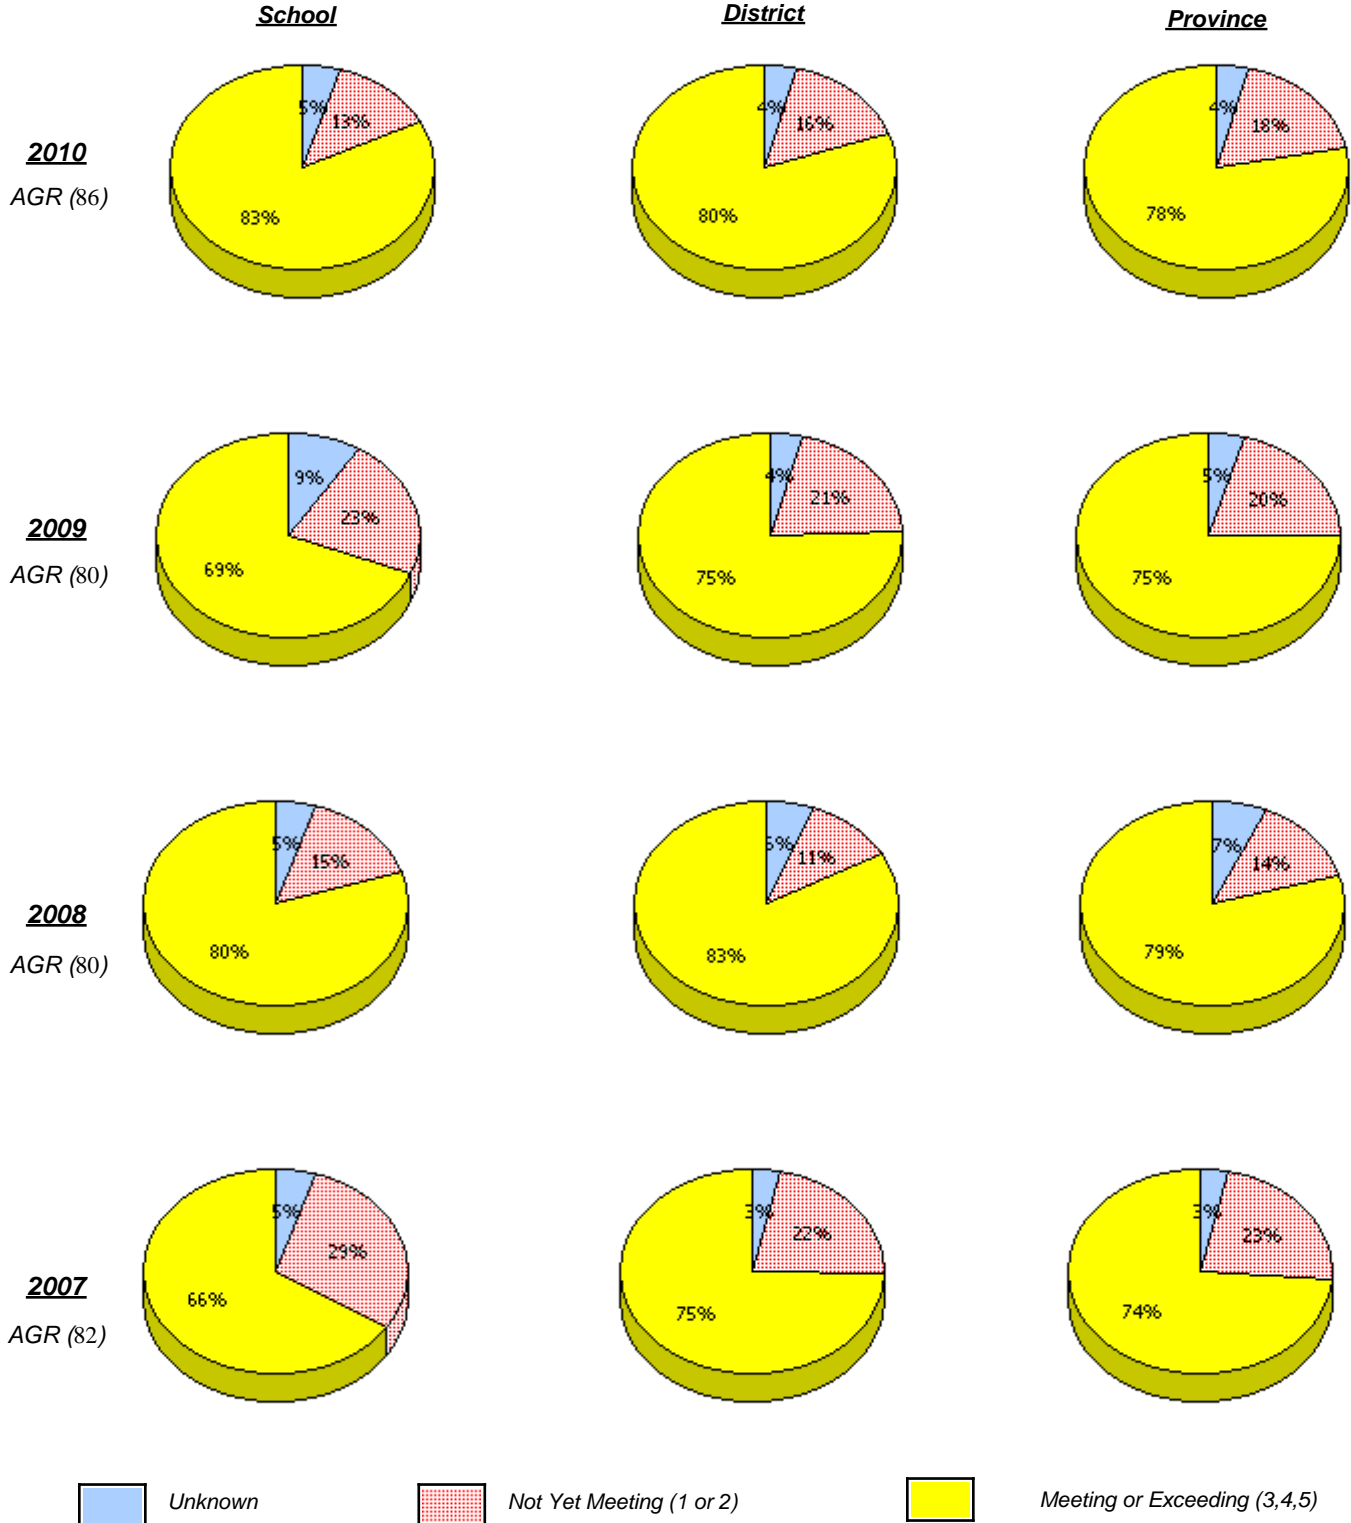 School District Province
5% 4% 4%
13% 16% 18%
2010
AGR (86)
83% 80% 78%
9% 4% 5%
23% 21% 20%
2009
AGR (80)
69% 75% 75%
5% 5% 7%
15% 11% 14%
2008
AGR (80)
80% 83% 79%
5% 3% 3%
29% 22% 23%
2007
AGR (82)
66% 75% 74%
Unknown Not Yet Meeting (1 or 2) Meeting or Exceeding (3,4,5)